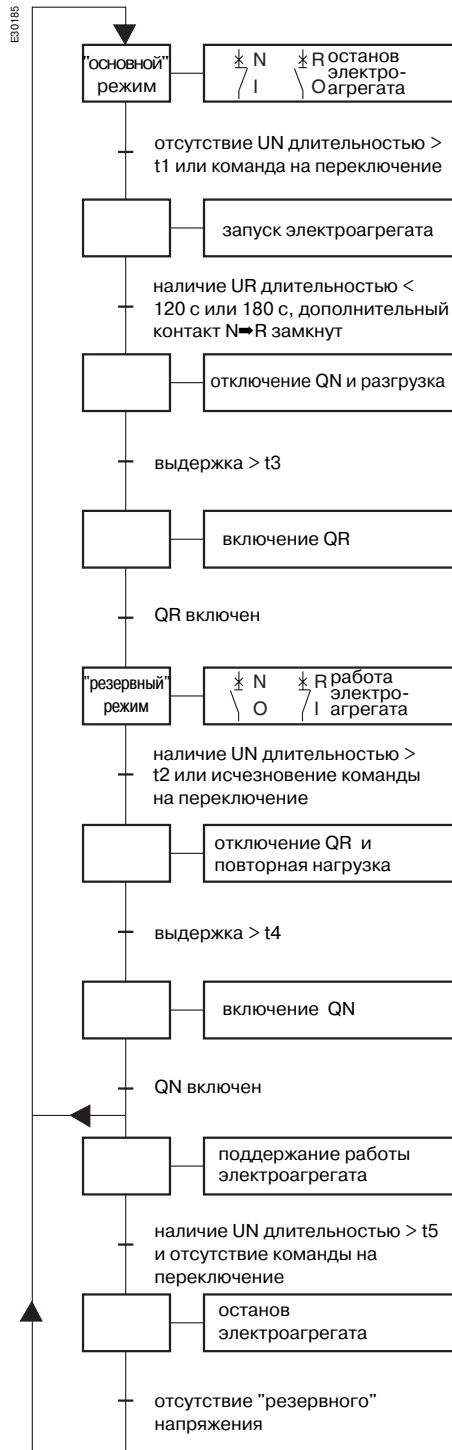 E30185
"основной"
режим
N
I
R
O
останов
электро-
агрегата
отсутствие UN длительностью >
t1 или команда на переключение
запуск электроагрегата
наличие UR длительностью <
120 с или 180 с, дополнительный
контакт N➡R замкнут
отключение QN и разгрузка
выдержка > t3
включение QR
QR включен
"резервный"
режим
N
O
R
I
работа
электро-
агрегата
наличие UN длительностью >
t2 или исчезновение команды
на переключение
отключение QR и
повторная нагрузка
выдержка > t4
включение QN
QN включен
поддержание работы
электроагрегата
наличие UN длительностью > t5
и отсутствие команды на
переключение
останов
электроагрегата
отсутствие "резервного"
напряжения